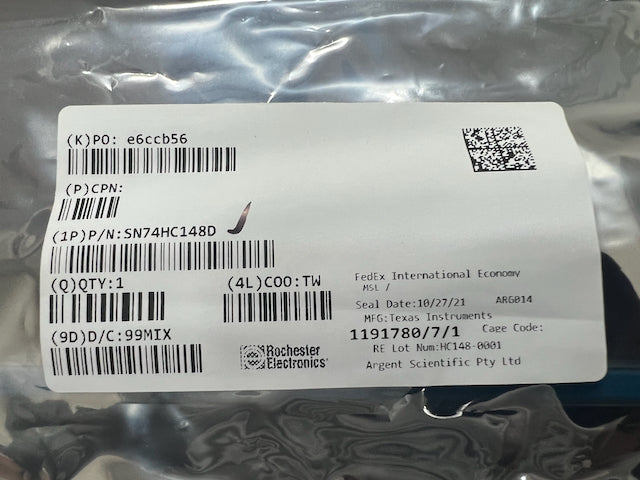 (K)PO: e6ccb56
(P)CPN:
(1P)P/N:SN74HC148D
(Q)QTY:1
(4L)COO:TW
(9D)D/C:99MIX
Rochester
Electronics
FedEx International Economy
MSL /
Seal Date:10/27/21 ARG014
MFG:Texas Instruments
1191780/7/1 Cage Code:
RE Lot Num:HC148-0001
Argent Scientific Pty Ltd